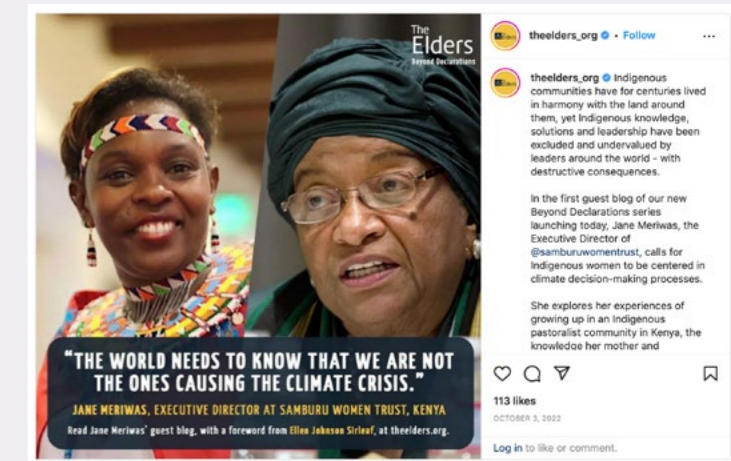 The
Elders
Beyond Declarations
"THE WORLD NEEDS TO KNOW THAT WE ARE NOT
THE ONES CAUSING THE CLIMATE CRISIS."
JANE MERIWAS, EXECUTIVE DIRECTOR AT SAMBURU WOMEN TRUST, KENYA
Read Jane Meriwas' guest blog, with a foreword from Ellen Johnson Sirleaf, at theelders.org.
theelders_org • Follow
theelders_org Indigenous
communities have for centuries lived
in harmony with the land around
them, yet Indigenous knowledge,
solutions and leadership have been
excluded and undervalued by
leaders around the world - with
destructive consequences.
In the first guest blog of our new
Beyond Declarations series
launching today, Jane Meriwas, the
Executive Director of
@samburuwomentrust, calls for
Indigenous women to be centered in
climate decision-making processes.
She explores her experiences of
growing up in an Indigenous
pastoralist community in Kenya, the
knowledge her mother and
113 likes
OCTOBER 3, 2022
Log in to like or comment.